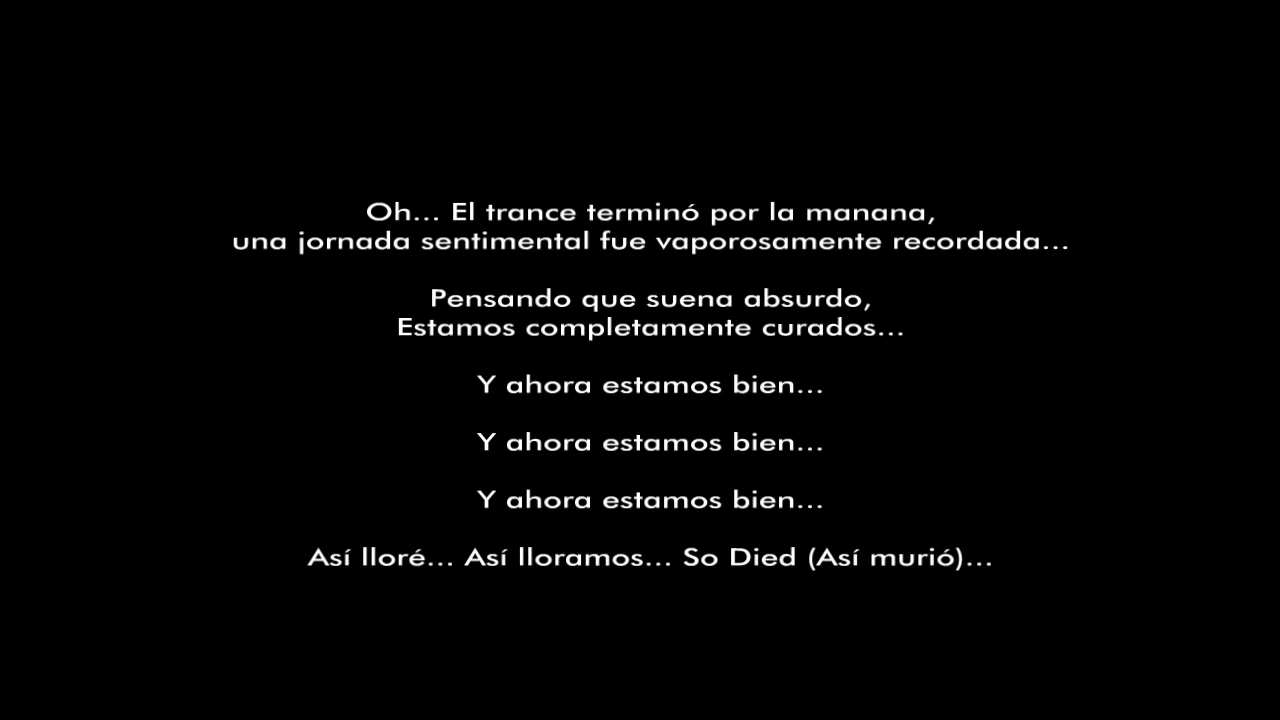 Oh... El trance terminó por la manana,
una jornada sentimental fue vaporosamente recordada...
Pensando que suena absurdo,
Estamos completamente curados...
Y ahora estamos bien...
Y ahora estamos bien...
Y ahora estamos bien...
Así lloré... Así lloramos... So Died (Así murió)...